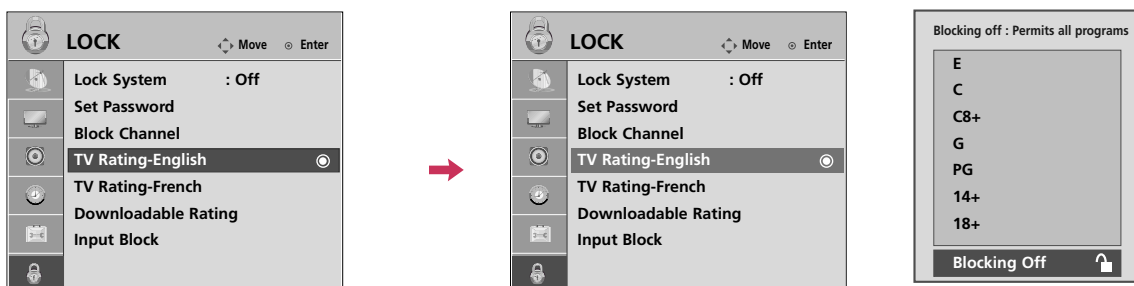 LOCK Move Enter
Lock System : Off
Set Password
Block Channel
TV Rating-English
TV Rating-French
Downloadable Rating
Input Block
LOCK Move Enter
Lock System : Off
Set Password
Block Channel
TV Rating-English
TV Rating-French
Downloadable Rating
Input Block
Blocking off : Permits all programs
E
C
C8+
G
PG
14+
18+
Blocking Off